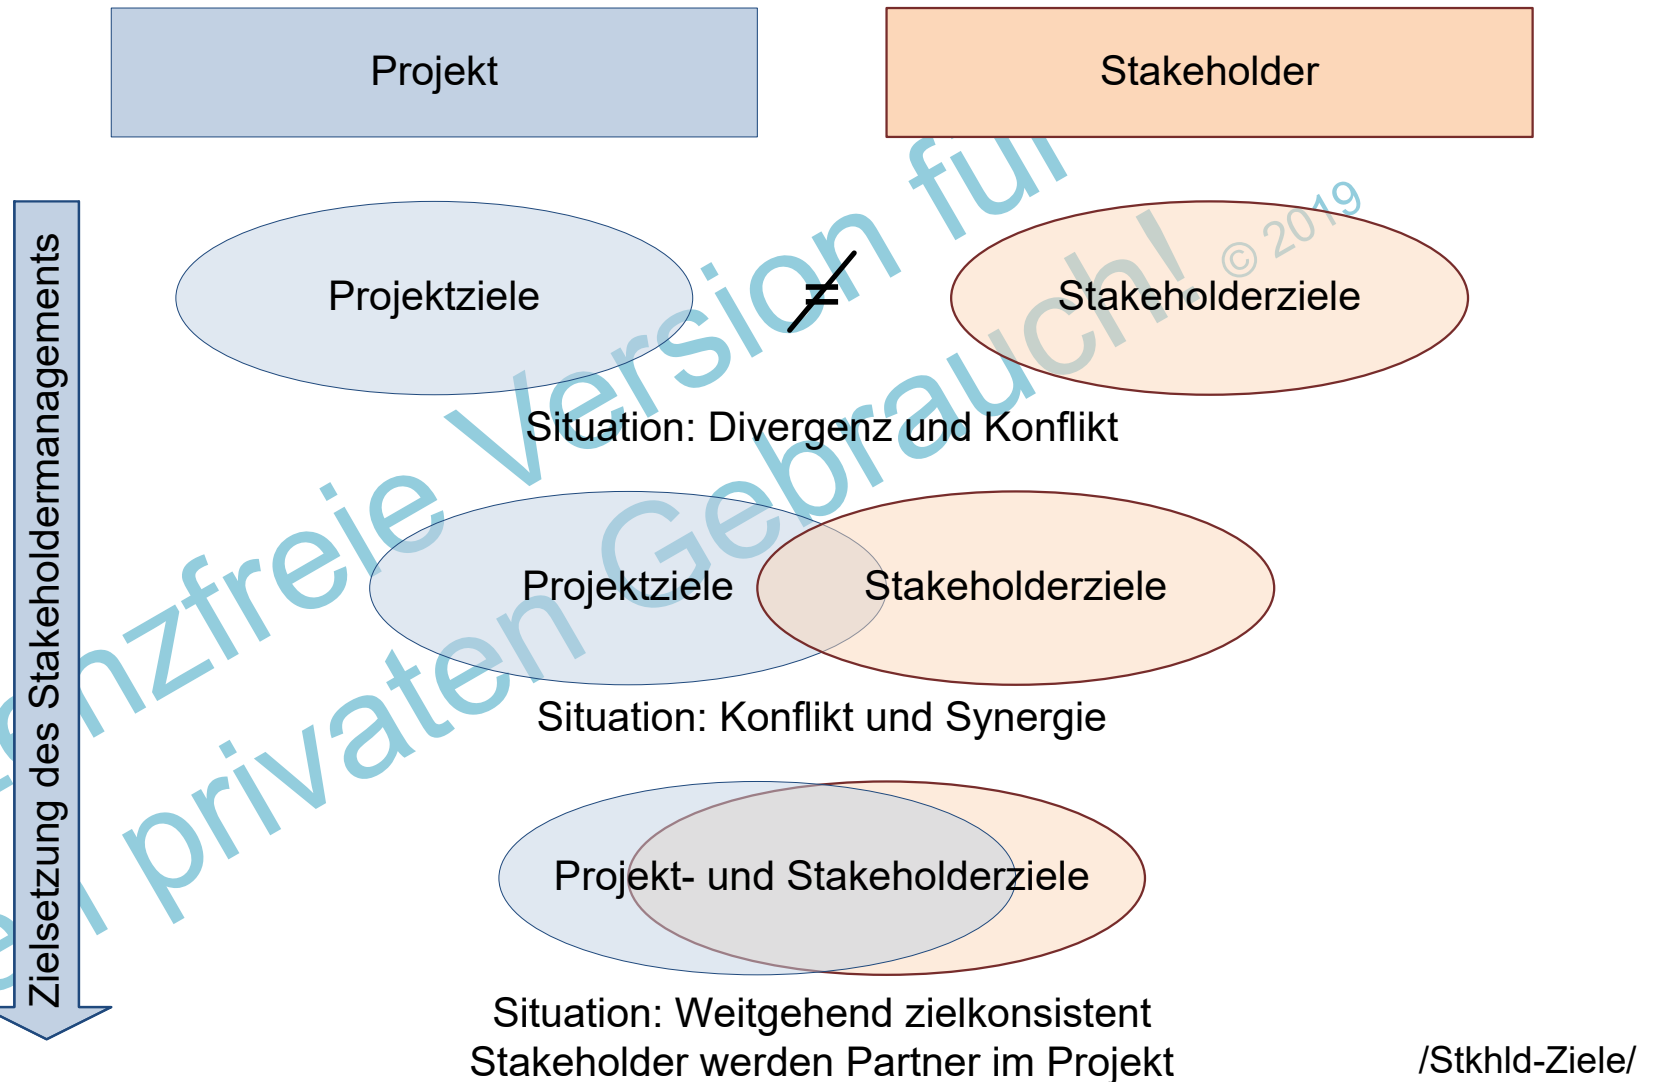 Projekt
Stakeholder
Zielsetzung des Stakeholdermanagements
Projektziele
≠
Stakeholderziele
Situation: Divergenz und Konflikt
Projektziele
Stakeholderziele
Situation: Konflikt und Synergie
Projekt- und Stakeholderziele
Situation: Weitgehend zielkonsistent
Stakeholder werden Partner im Projekt
/Stkhld-Ziele/
nzfreie Version für
privaten Gebrauch! © 2019